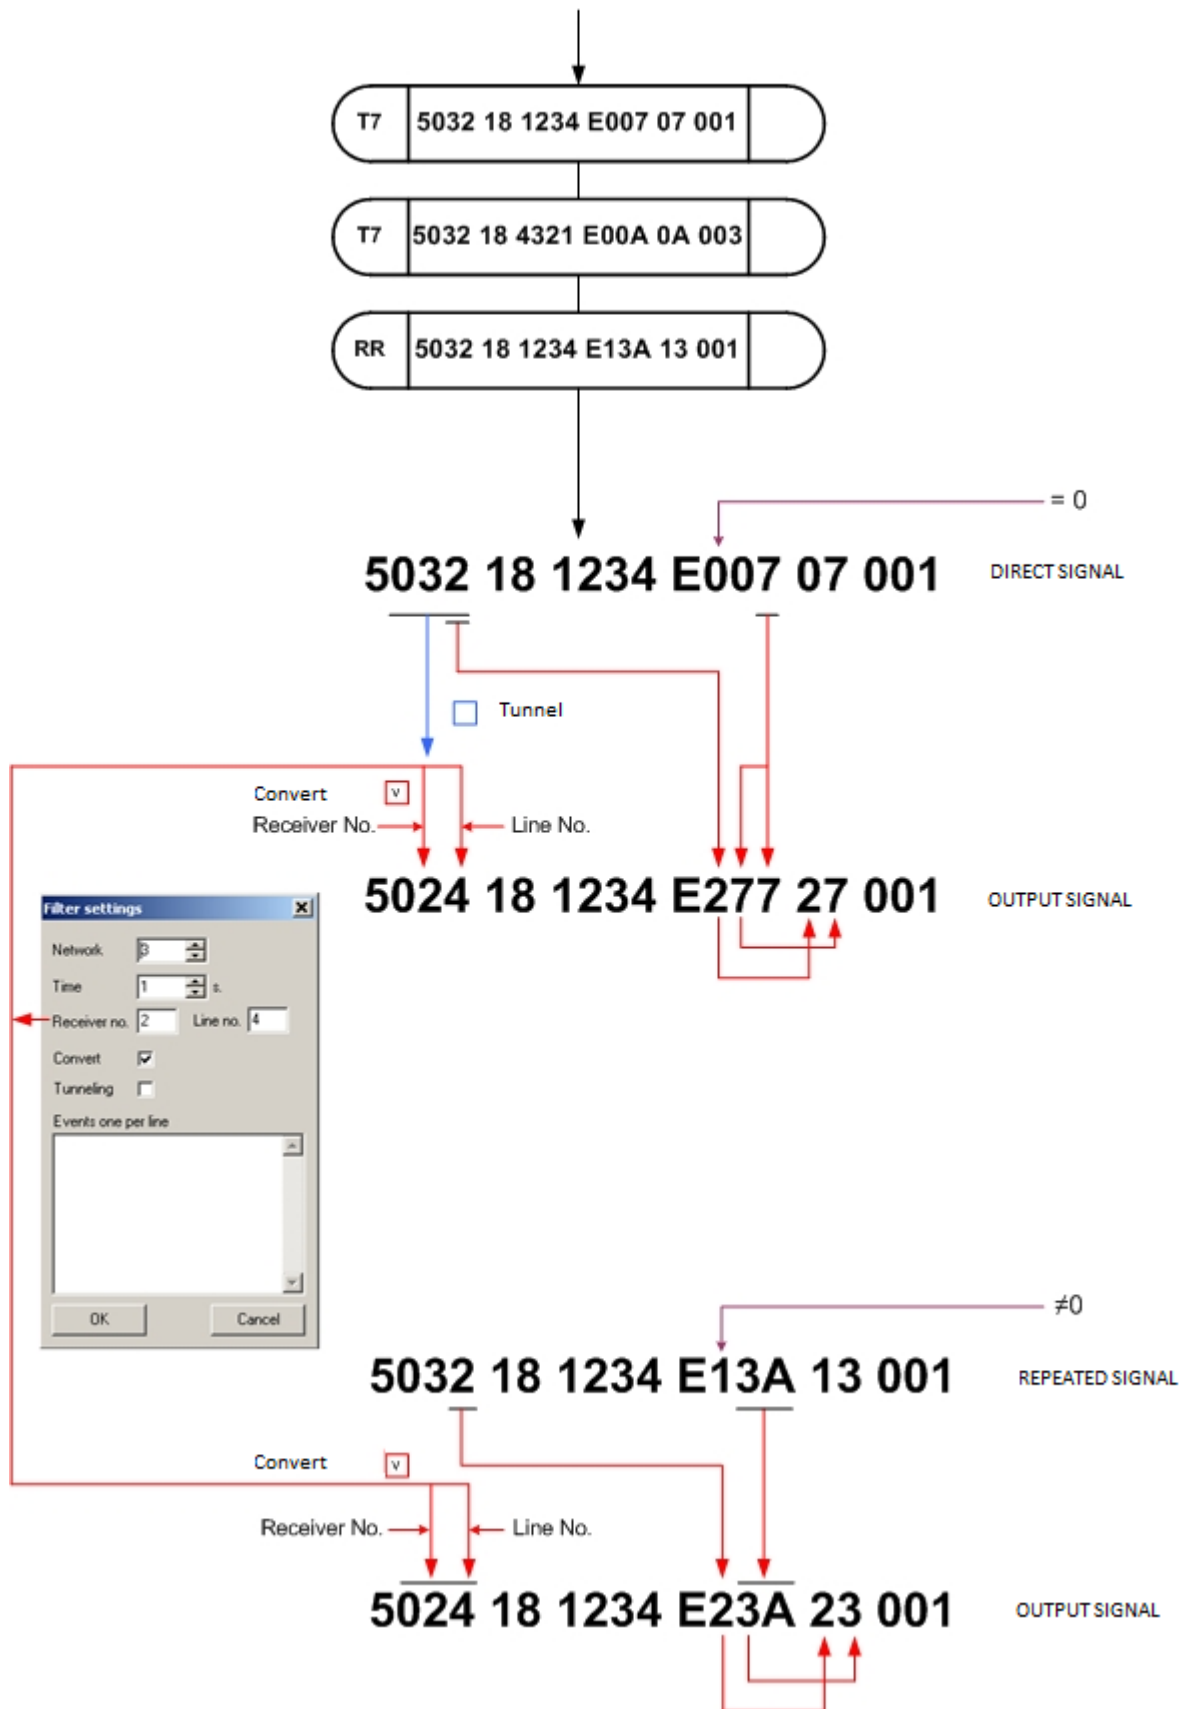 T7 5032 18 1234 E007 07 001
T7 5032 18 4321 E00A 0A 003
RR 5032 18 1234 E13A 13 001
= 0
5032 18 1234 E007 07 001 DIRECT SIGNAL
Tunnel
Convert v
Receiver No. Line No.
5024 18 1234 E277 27 001 OUTPUT SIGNAL
Filter settings
Network 3
Time 1 s.
Receiver no. 2 Line no. 4
Convert
Tunneling
Events one per line
OK Cancel
≠0
5032 18 1234 E13A 13 001 REPEATED SIGNAL
Convert v
Receiver No. Line No.
5024 18 1234 E23A 23 001 OUTPUT SIGNAL